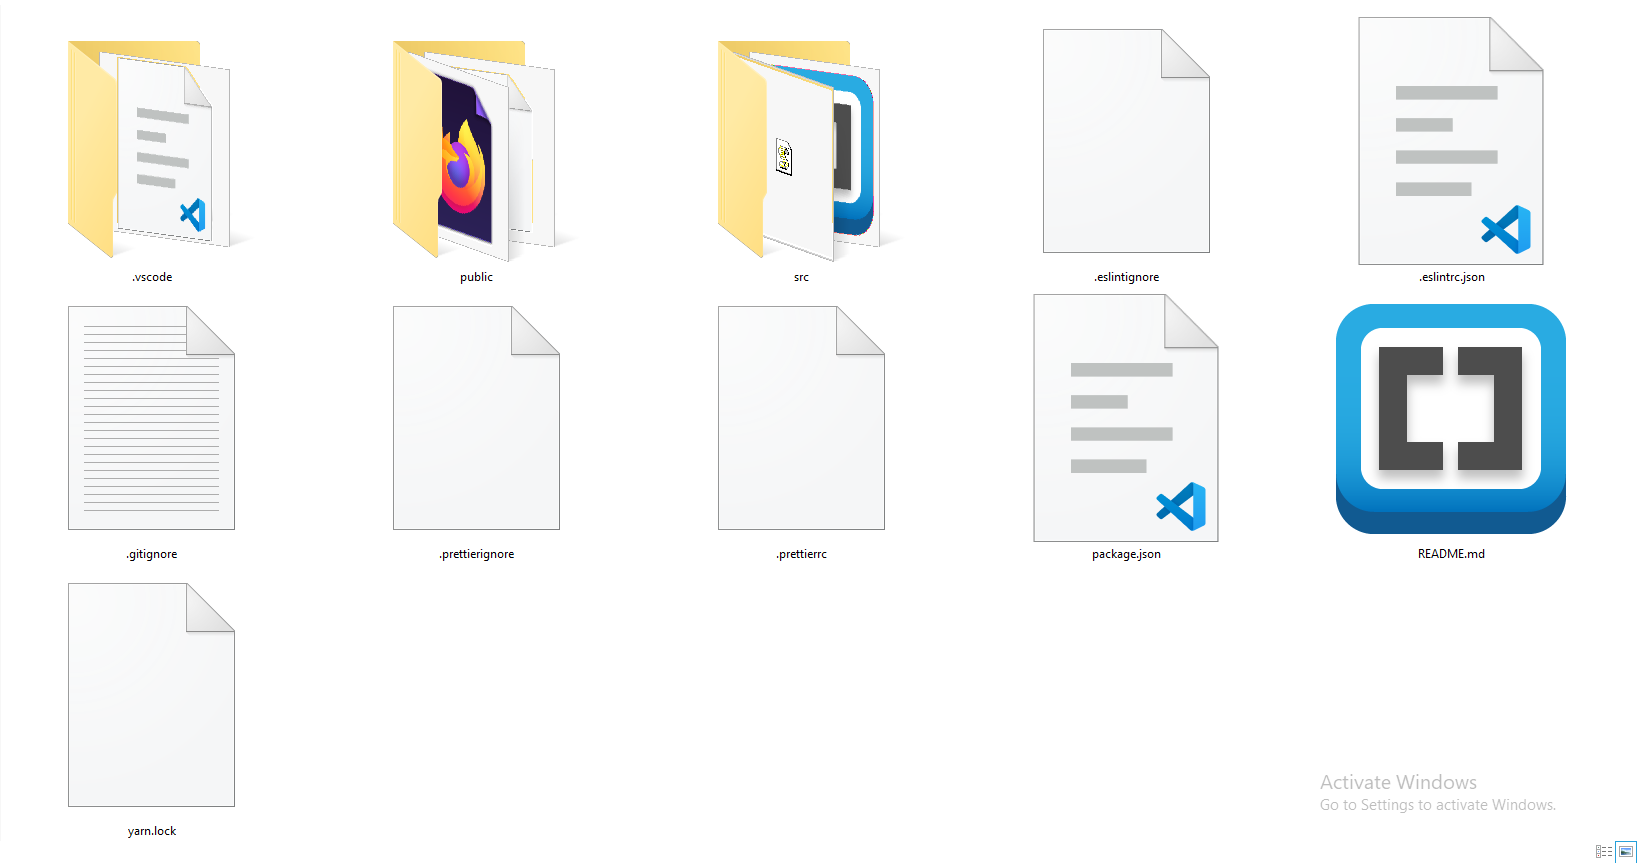 .vscode
public
src
.eslintignore
.eslintrc.json
.gitignore
.prettierignore
.prettierrc
package.json
README.md
yarn.lock
Activate Windows
Go to Settings to activate Windows.